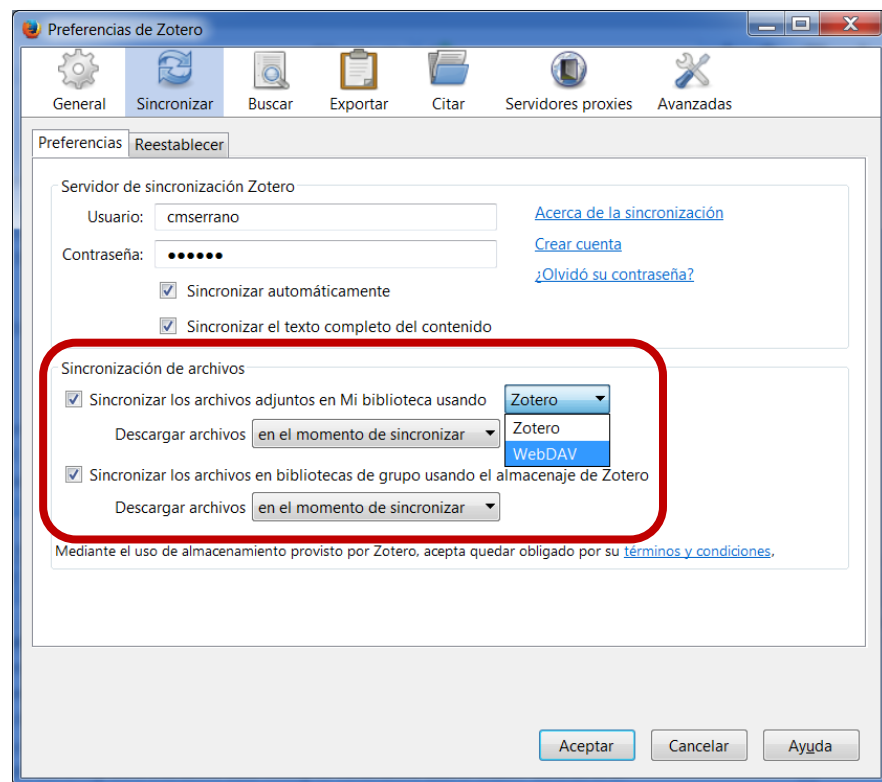 Preferencias de Zotero
General Sincronizar Buscar Exportar Citar Servidores proxies Avanzadas
Preferencias Reestablecer
Servidor de sincronización Zotero
Usuario: cmserrano Acerca de la sincronización
Contraseña: ●●●●●● Crear cuenta
¿Olvidó su contraseña?
Sincronizar automáticamente
Sincronizar el texto completo del contenido
Sincronización de archivos
Sincronizar los archivos adjuntos en Mi biblioteca usando Zotero
Zotero
Descargar archivos en el momento de sincronizar
WebDAV
Sincronizar los archivos en bibliotecas de grupo usando el almacenaje de Zotero
Descargar archivos en el momento de sincronizar
Mediante el uso de almacenamiento provisto por Zotero, acepta quedar obligado por su términos y condiciones.
Aceptar Cancelar Ayuda